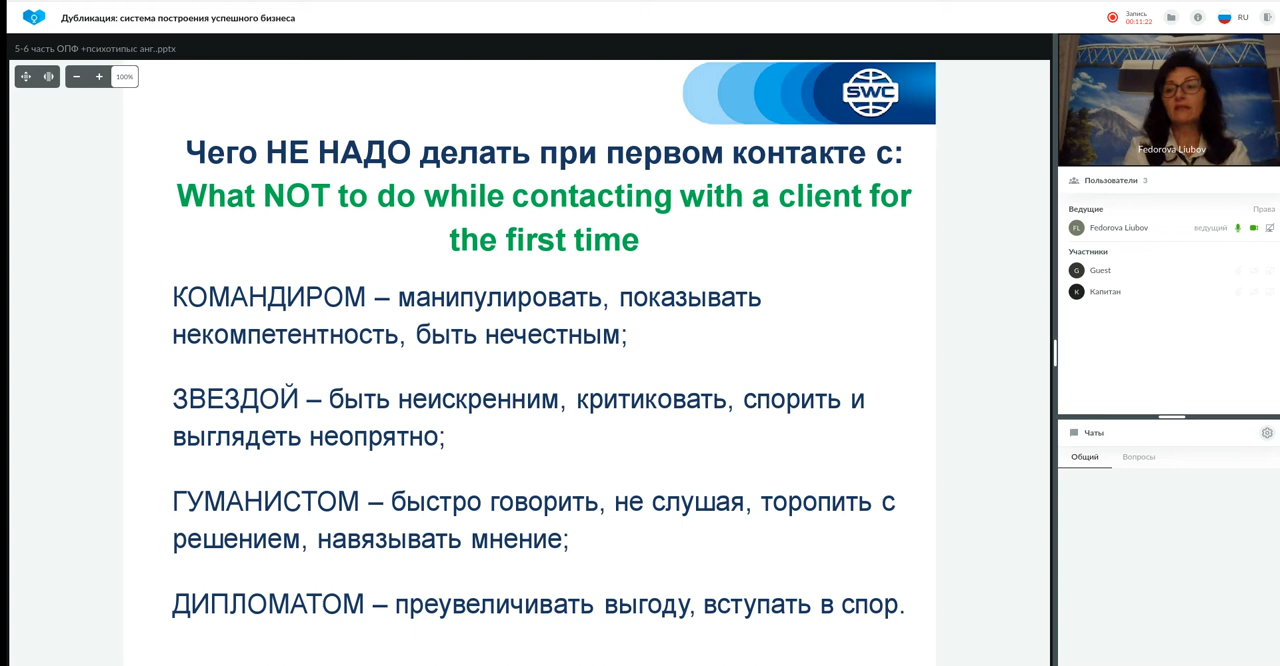 Дубликация: система построения успешного бизнеса
Запись
00:11:22
RU
5-6 часть ОПФ +психотипыс анг..pptx
100%
SWC
Чего НЕ НАДО делать при первом контакте с:
What NOT to do while contacting with a client for
the first time
КОМАНДИРОМ – манипулировать, показывать
некомпетентность, быть нечестным;
ЗВЕЗДОЙ – быть неискренним, критиковать, спорить и
выглядеть неопрятно;
ГУМАНИСТОМ – быстро говорить, не слушая, торопить с
решением, навязывать мнение;
ДИПЛОМАТОМ – преувеличивать выгоду, вступать в спор.
Fedorova Liubov
Пользователи 3
Ведущие Права
FL Fedorova Liubov ведущий
Участники
G Guest
К Капитан
Чаты
Общий Вопросы